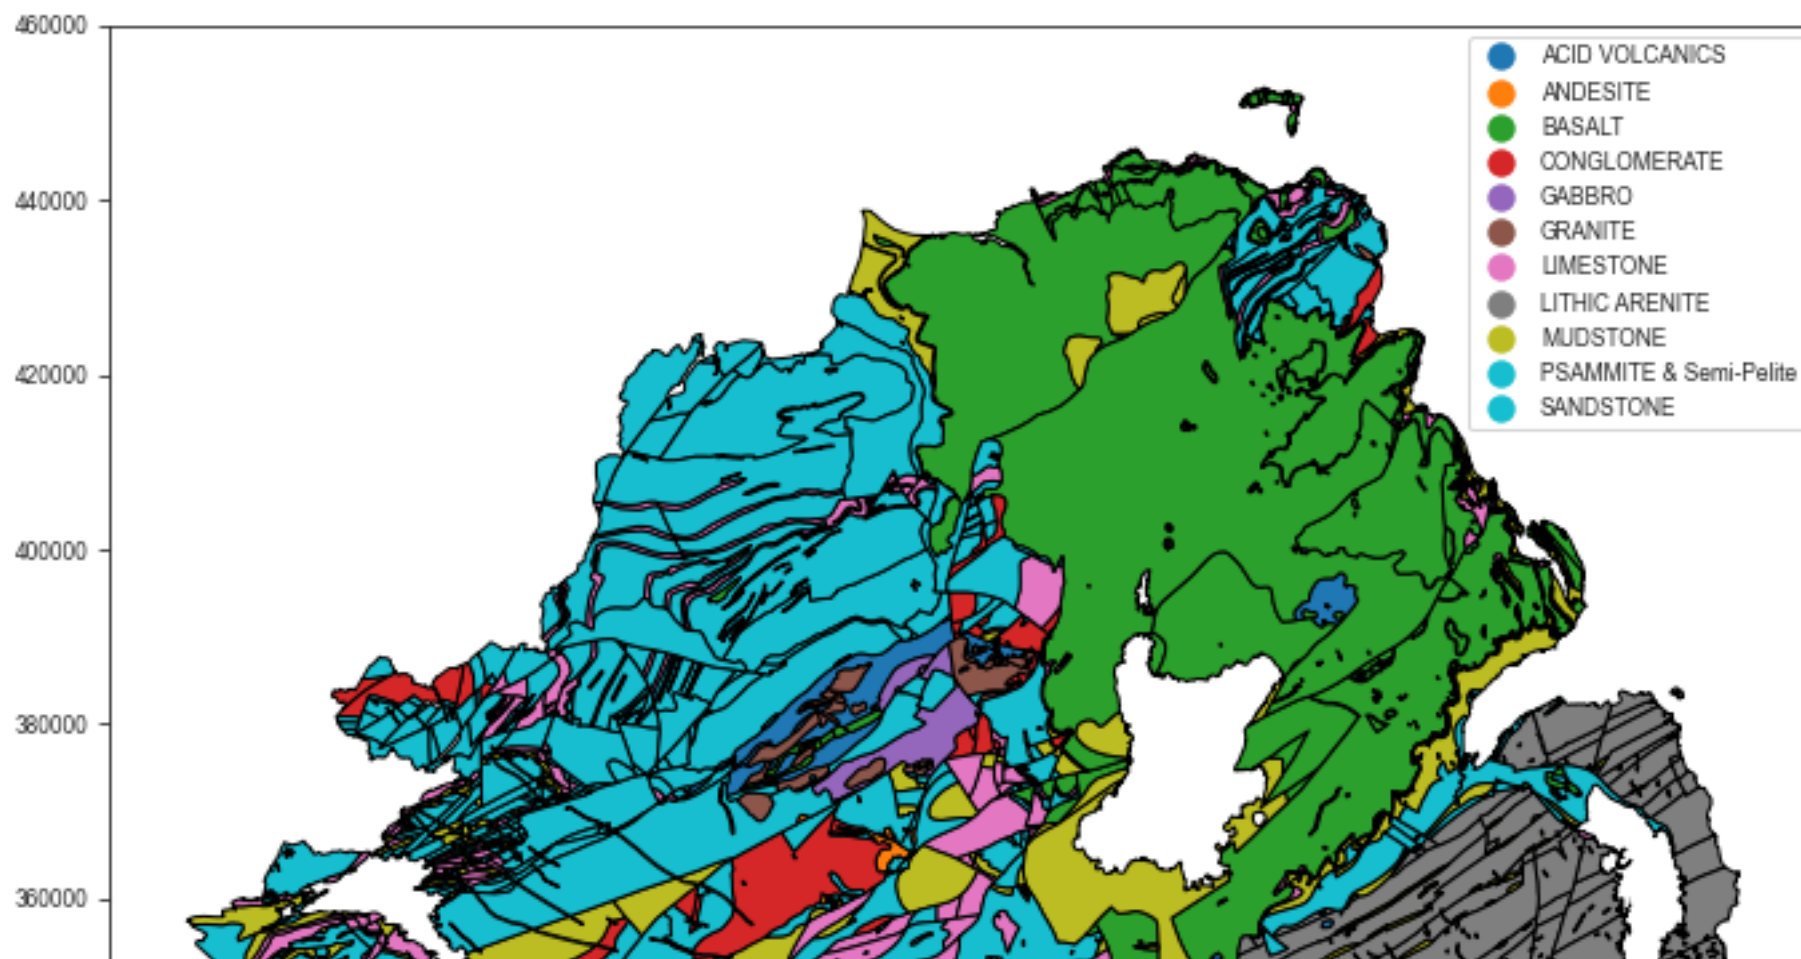 460000
440000
420000
400000
380000
360000
ACID VOLCANICS
ANDESITE
BASALT
CONGLOMERATE
GABBRO
GRANITE
LIMESTONE
LITHIC ARENITE
MUDSTONE
PSAMMITE & Semi-Pelite
SANDSTONE